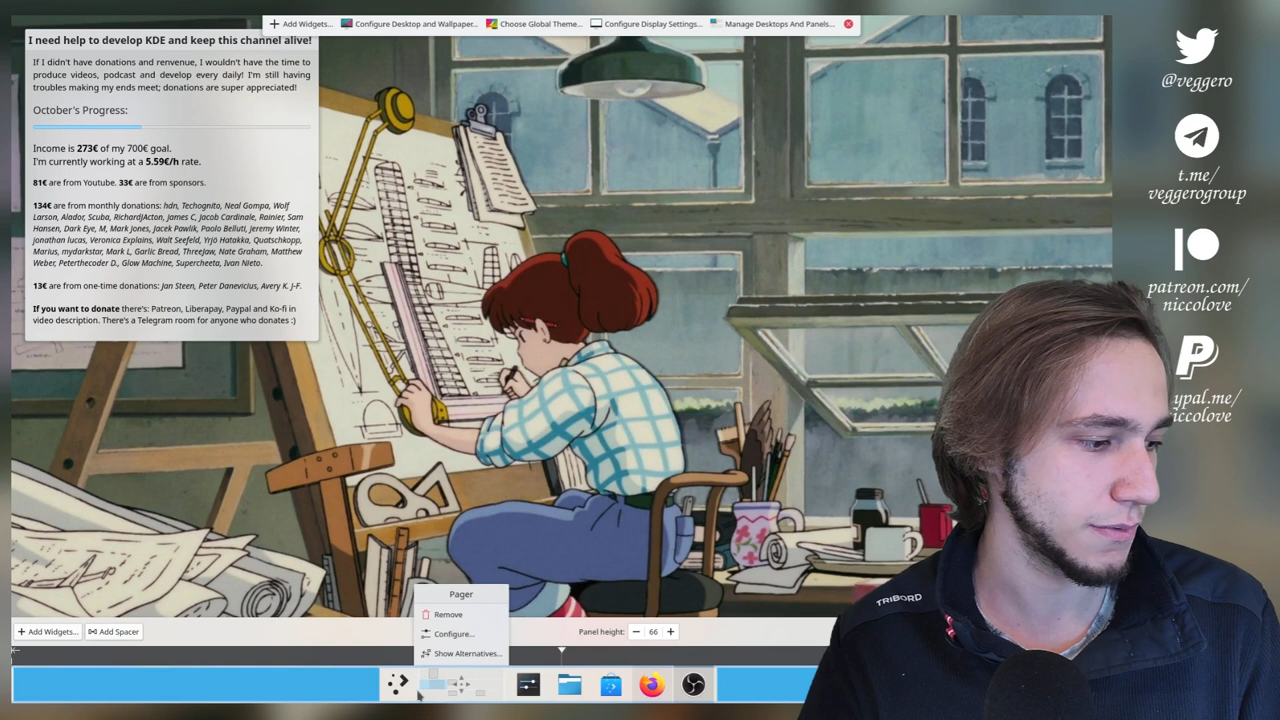 Add Widgets...
Configure Desktop and Wallpaper...
Choose Global Theme...
Configure Display Settings...
Manage Desktops And Panels...
I need help to develop KDE and keep this channel alive!
If I didn't have donations and renvenue, I wouldn't have the time to
produce videos, podcast and develop every daily! I'm still having
troubles making my ends meet; donations are super appreciated!
October's Progress:
Income is 273€ of my 700€ goal.
I'm currently working at a 5.59€/h rate.
81€ are from Youtube. 33€ are from sponsors.
134€ are from monthly donations: hdn, Techognito, Neal Gompa, Wolf
Larson, Alador, Scuba, RichardJActon, James C, Jacob Cardinale, Rainier, Sam
Hansen, Dark Eye, M, Mark Jones, Jacek Pawlik, Paolo Belluti, Jeremy Winter,
jonathan lucas, Veronica Explains, Walt Seefeld, Yrjö Hatakka, Quatschkopp,
Marius, mydarkstar, Mark L, Garlic Bread, ThreeJaw, Nate Graham, Matthew
Weber, Peterthecoder D., Glow Machine, Supercheeta, Ivan Nieto.
13€ are from one-time donations: Jan Steen, Peter Danevicius, Avery K. J-F.
If you want to donate there's: Patreon, Liberapay, Paypal and Ko-fi in
video description. There's a Telegram room for anyone who donates :)
@veggero
t.me/
veggerogroup
patreon.com/
niccolove
ypal.me/
iccolove
TRIBORD
Pager
Remove
Configure...
Show Alternatives...
Add Widgets...
Add Spacer
Panel height:
66